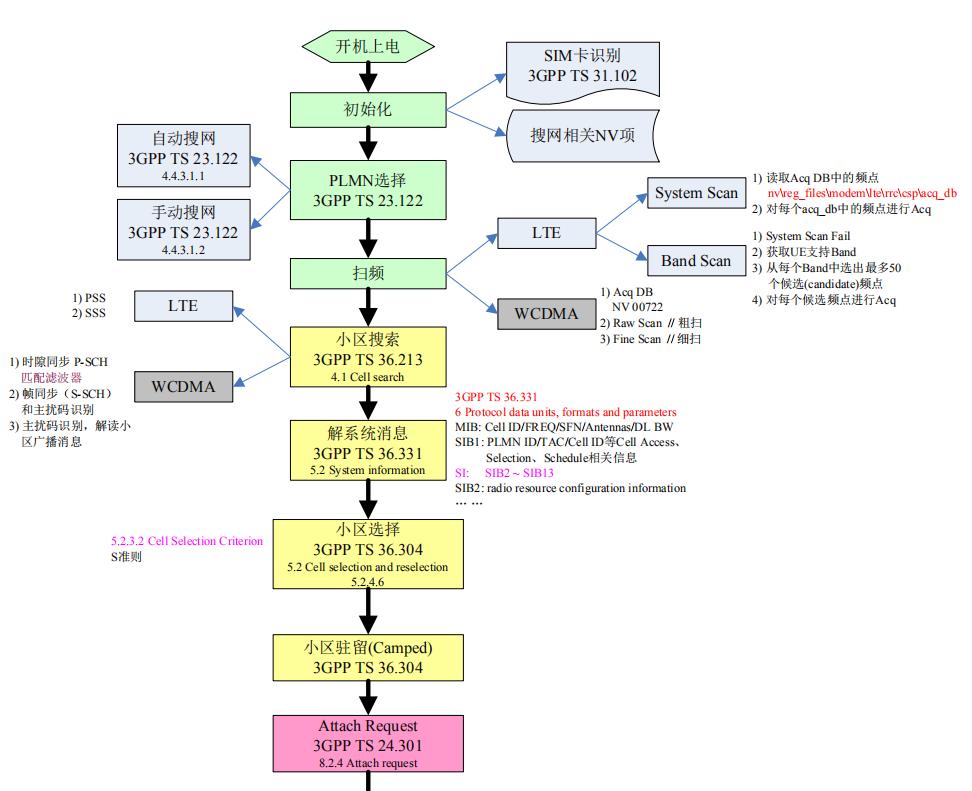 开机上电
SIM卡识别
3GPP TS 31.102
初始化
搜网相关NV项
自动搜网
3GPP TS 23.122
4.4.3.1.1
PLMN选择
3GPP TS 23.122
手动搜网
3GPP TS 23.122
4.4.3.1.2
System Scan
1) 读取Acq DB中的频点
nv\reg_files\modem\lte\rrc\csp\acq_db
2) 对每个acq_db中的频点进行Acq
LTE
Band Scan
1) System Scan Fail
2) 获取UE支持Band
3) 从每个Band中选出最多50
个候选(candidate)频点
4) 对每个候选频点进行Acq
扫频
WCDMA
1) Acq DB
NV 00722
2) Raw Scan // 粗扫
3) Fine Scan // 细扫
1) PSS
2) SSS
LTE
小区搜索
3GPP TS 36.213
4.1 Cell search
1) 时隙同步 P-SCH
匹配滤波器
2) 帧同步（S-SCH）
和主扰码识别
3) 主扰码识别，解读小
区广播消息
WCDMA
解系统消息
3GPP TS 36.331
5.2 System information
3GPP TS 36.331
6 Protocol data units, formats and parameters
MIB: Cell ID/FREQ/SFN/Antennas/DL BW
SIB1: PLMN ID/TAC/Cell ID等Cell Access、
Selection、Schedule相关信息
SI: SIB2 ~ SIB13
SIB2: radio resource configuration information
… …
5.2.3.2 Cell Selection Criterion
S准则
小区选择
3GPP TS 36.304
5.2 Cell selection and reselection
5.2.4.6
小区驻留(Camped)
3GPP TS 36.304
Attach Request
3GPP TS 24.301
8.2.4 Attach request